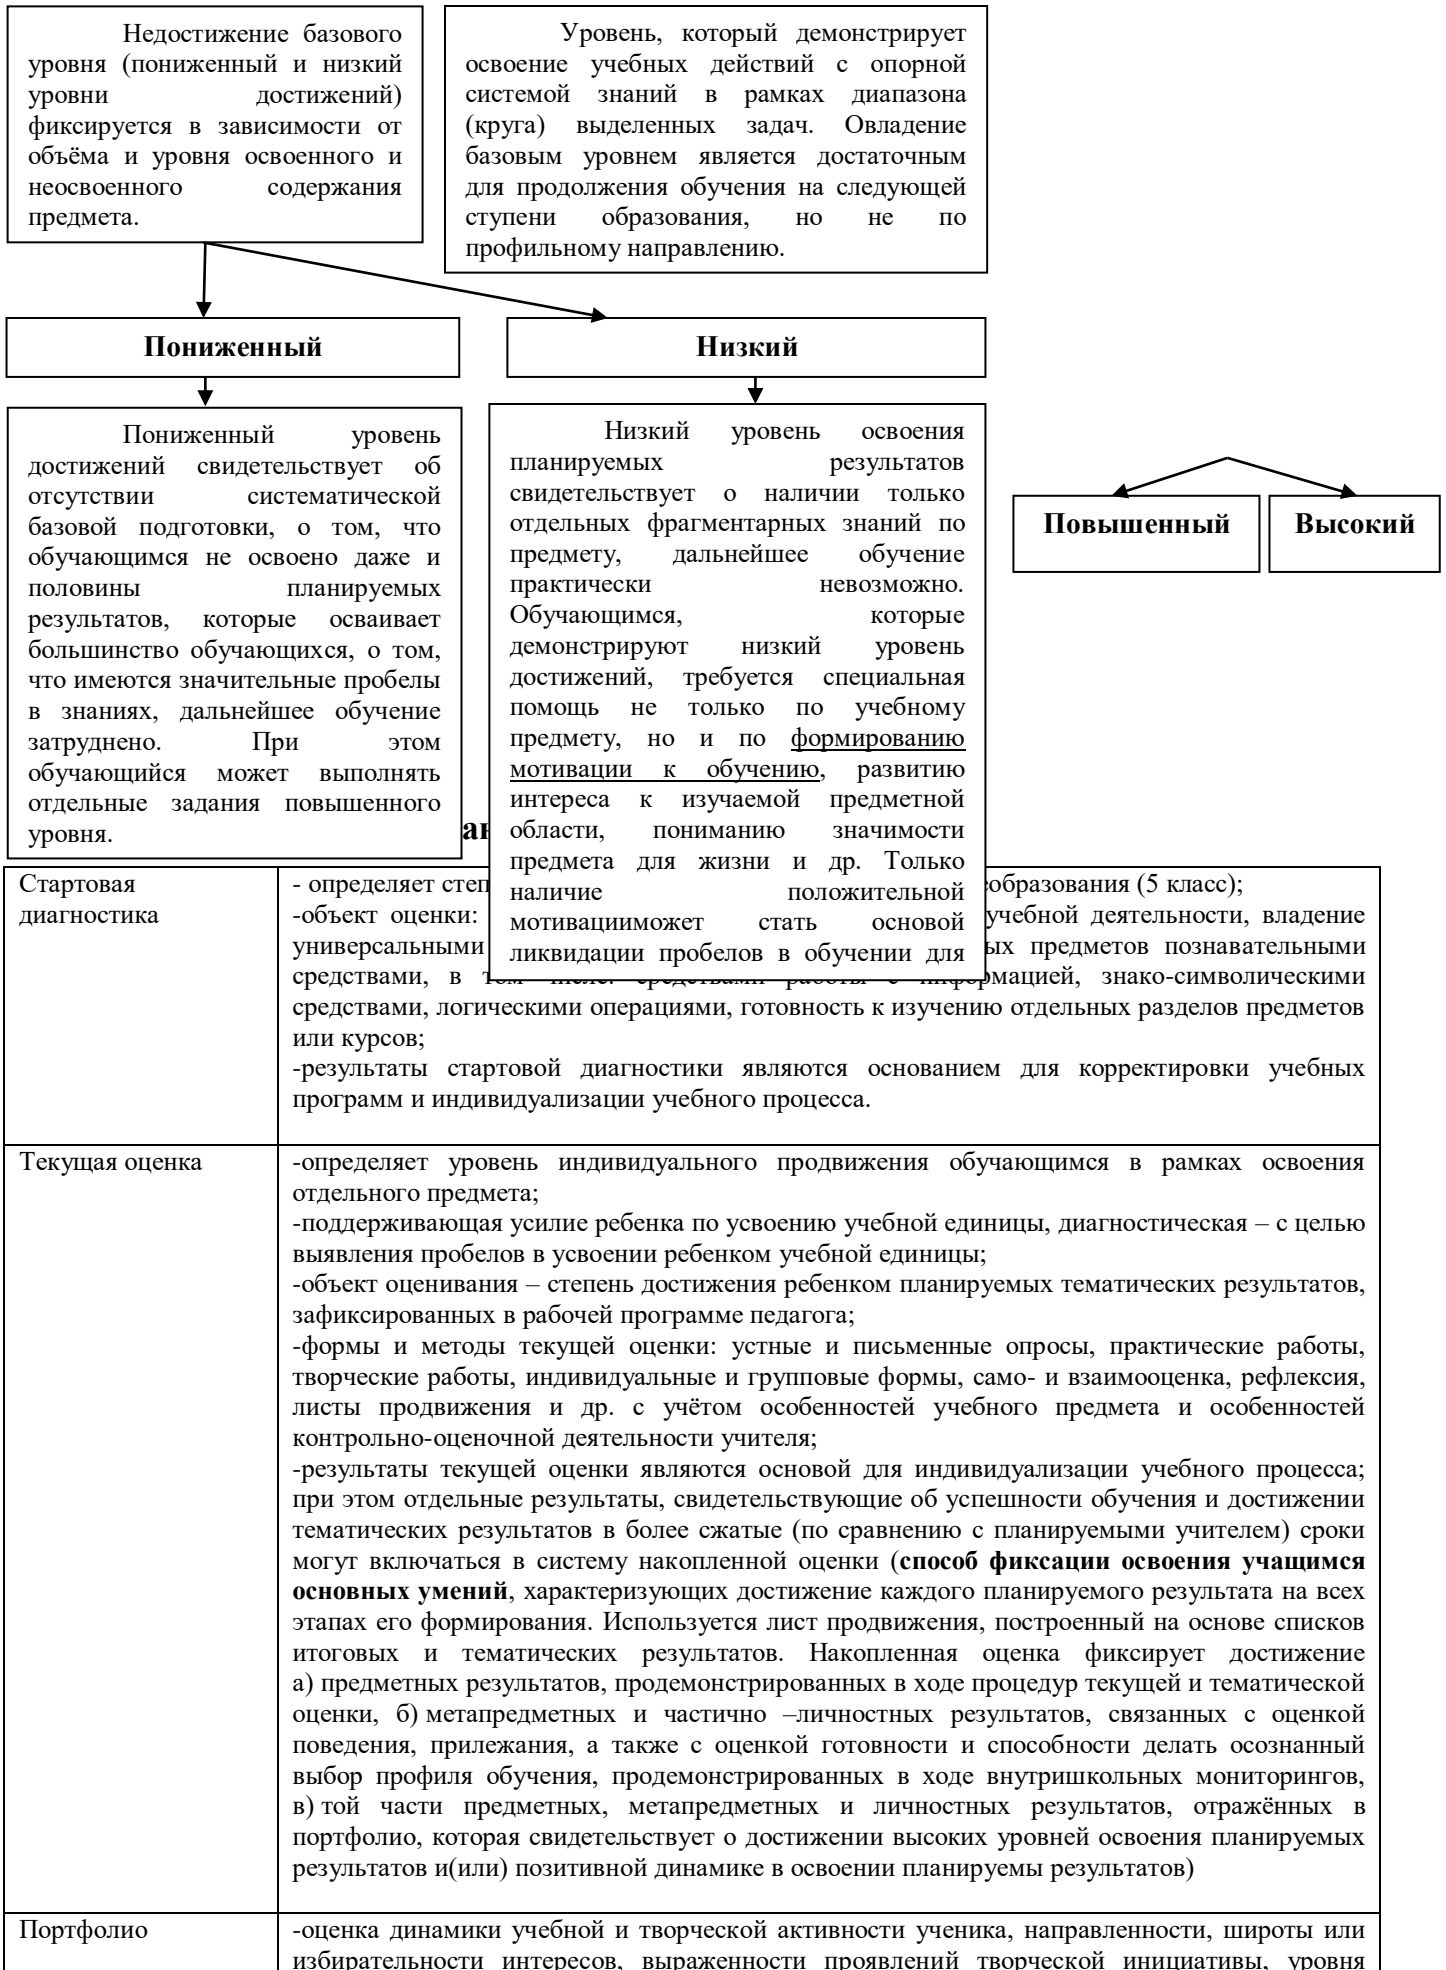 Недостижение базового
уровня (пониженный и низкий
уровни достижений)
фиксируется в зависимости от
объёма и уровня освоенного и
неосвоенного содержания
предмета.
Уровень, который демонстрирует
освоение учебных действий с опорной
системой знаний в рамках диапазона
(круга) выделенных задач. Овладение
базовым уровнем является достаточным
для продолжения обучения на следующей
ступени образования, но не по
профильному направлению.
Пониженный
Низкий
Пониженный уровень
достижений свидетельствует об
отсутствии систематической
базовой подготовки, о том, что
обучающимся не освоено даже и
половины планируемых
результатов, которые осваивает
большинство обучающихся, о том,
что имеются значительные пробелы
в знаниях, дальнейшее обучение
затруднено. При этом
обучающийся может выполнять
отдельные задания повышенного
уровня.
Низкий уровень освоения
планируемых результатов
свидетельствует о наличии только
отдельных фрагментарных знаний по
предмету, дальнейшее обучение
практически невозможно.
Обучающимся, которые
демонстрируют низкий уровень
достижений, требуется специальная
помощь не только по учебному
предмету, но и по формированию
мотивации к обучению, развитию
интереса к изучаемой предметной
области, пониманию значимости
предмета для жизни и др. Только
наличие положительной
мотивацииможет стать основой
ликвидации пробелов в обучении для
Повышенный
Высокий
Стартовая
диагностика
- определяет степ образования (5 класс);
-объект оценки: учебной деятельности, владение
универсальными ых предметов познавательными
средствами, в том числе: средствами работы с информацией, знако-символическими
средствами, логическими операциями, готовность к изучению отдельных разделов предметов
или курсов;
-результаты стартовой диагностики являются основанием для корректировки учебных
программ и индивидуализации учебного процесса.
Текущая оценка
-определяет уровень индивидуального продвижения обучающимся в рамках освоения
отдельного предмета;
-поддерживающая усилие ребенка по усвоению учебной единицы, диагностическая – с целью
выявления пробелов в усвоении ребенком учебной единицы;
-объект оценивания – степень достижения ребенком планируемых тематических результатов,
зафиксированных в рабочей программе педагога;
-формы и методы текущей оценки: устные и письменные опросы, практические работы,
творческие работы, индивидуальные и групповые формы, само- и взаимооценка, рефлексия,
листы продвижения и др. с учётом особенностей учебного предмета и особенностей
контрольно-оценочной деятельности учителя;
-результаты текущей оценки являются основой для индивидуализации учебного процесса;
при этом отдельные результаты, свидетельствующие об успешности обучения и достижении
тематических результатов в более сжатые (по сравнению с планируемыми учителем) сроки
могут включаться в систему накопленной оценки (способ фиксации освоения учащимся
основных умений, характеризующих достижение каждого планируемого результата на всех
этапах его формирования. Используется лист продвижения, построенный на основе списков
итоговых и тематических результатов. Накопленная оценка фиксирует достижение
а) предметных результатов, продемонстрированных в ходе процедур текущей и тематической
оценки, б) метапредметных и частично –личностных результатов, связанных с оценкой
поведения, прилежания, а также с оценкой готовности и способности делать осознанный
выбор профиля обучения, продемонстрированных в ходе внутришкольных мониторингов,
в) той части предметных, метапредметных и личностных результатов, отражённых в
портфолио, которая свидетельствует о достижении высоких уровней освоения планируемых
результатов и(или) позитивной динамике в освоении планируемы результатов)
Портфолио
-оценка динамики учебной и творческой активности ученика, направленности, широты или
избирательности интересов, выраженности проявлений творческой инициативы, уровня